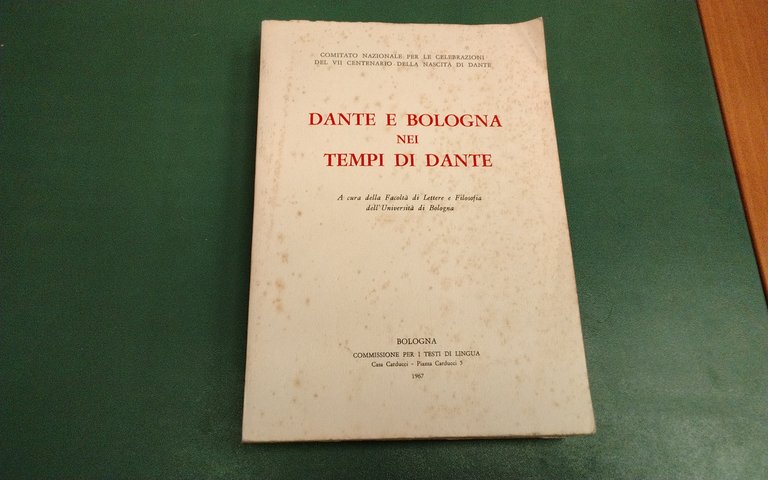 COMITATO NAZIONALE PER LE CELEBRAZIONI
DEL VII CENTENARIO DELLA NASCITÀ DI DANTE
DANTE E BOLOGNA
NEI
TEMPI DI DANTE
A cura della Facoltà di Lettere e Filosofia
dell'Università di Bologna
BOLOGNA
COMMISSIONE PER I TESTI DI LINGUA
Casa Carducci - Piazza Carducci 5
1967